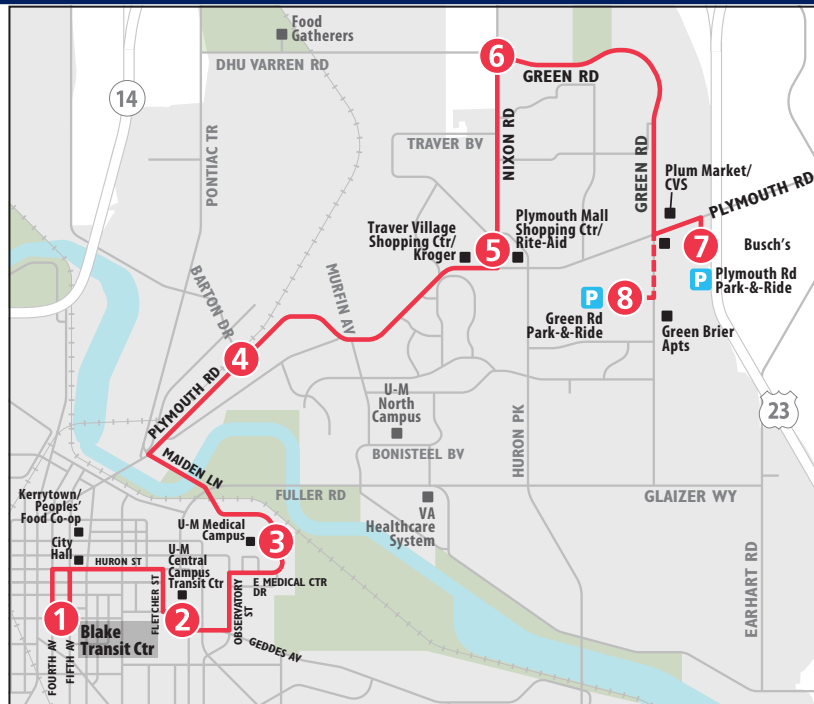 Food
Gatherers
DHU VARREN RD
6
GREEN RD
14
PONTIAC TR
TRAVER BV
NIXON RD
GREEN RD
Plum Market/
CVS
PLYMOUTH RD
Traver Village
Shopping Ctr/
Kroger
5
Plymouth Mall
Shopping Ctr/
Rite-Aid
7
Busch's
P
Plymouth Rd
Park-&-Ride
P
8
Green Rd
Park-&-Ride
Green Brier
Apts
BARTON DR
MURFIN AV
4
PLYMOUTH RD
U-M
North
Campus
BONISTEEL BV
HURON PK
23
MAIDEN LN
FULLER RD
GLAIZER WY
VA
Healthcare
System
EARHART RD
Kerrytown/
Peoples'
Food Co-op
City
Hall
HURON ST
U-M Medical
Campus
3
U-M
Central
Campus
Transit Ctr
E MEDICAL CTR
DR
FLETCHER ST
OBSERVATORY
ST
1
2
Blake
Transit Ctr
GEDDES AV
FOURTH AV
FIFTH AV